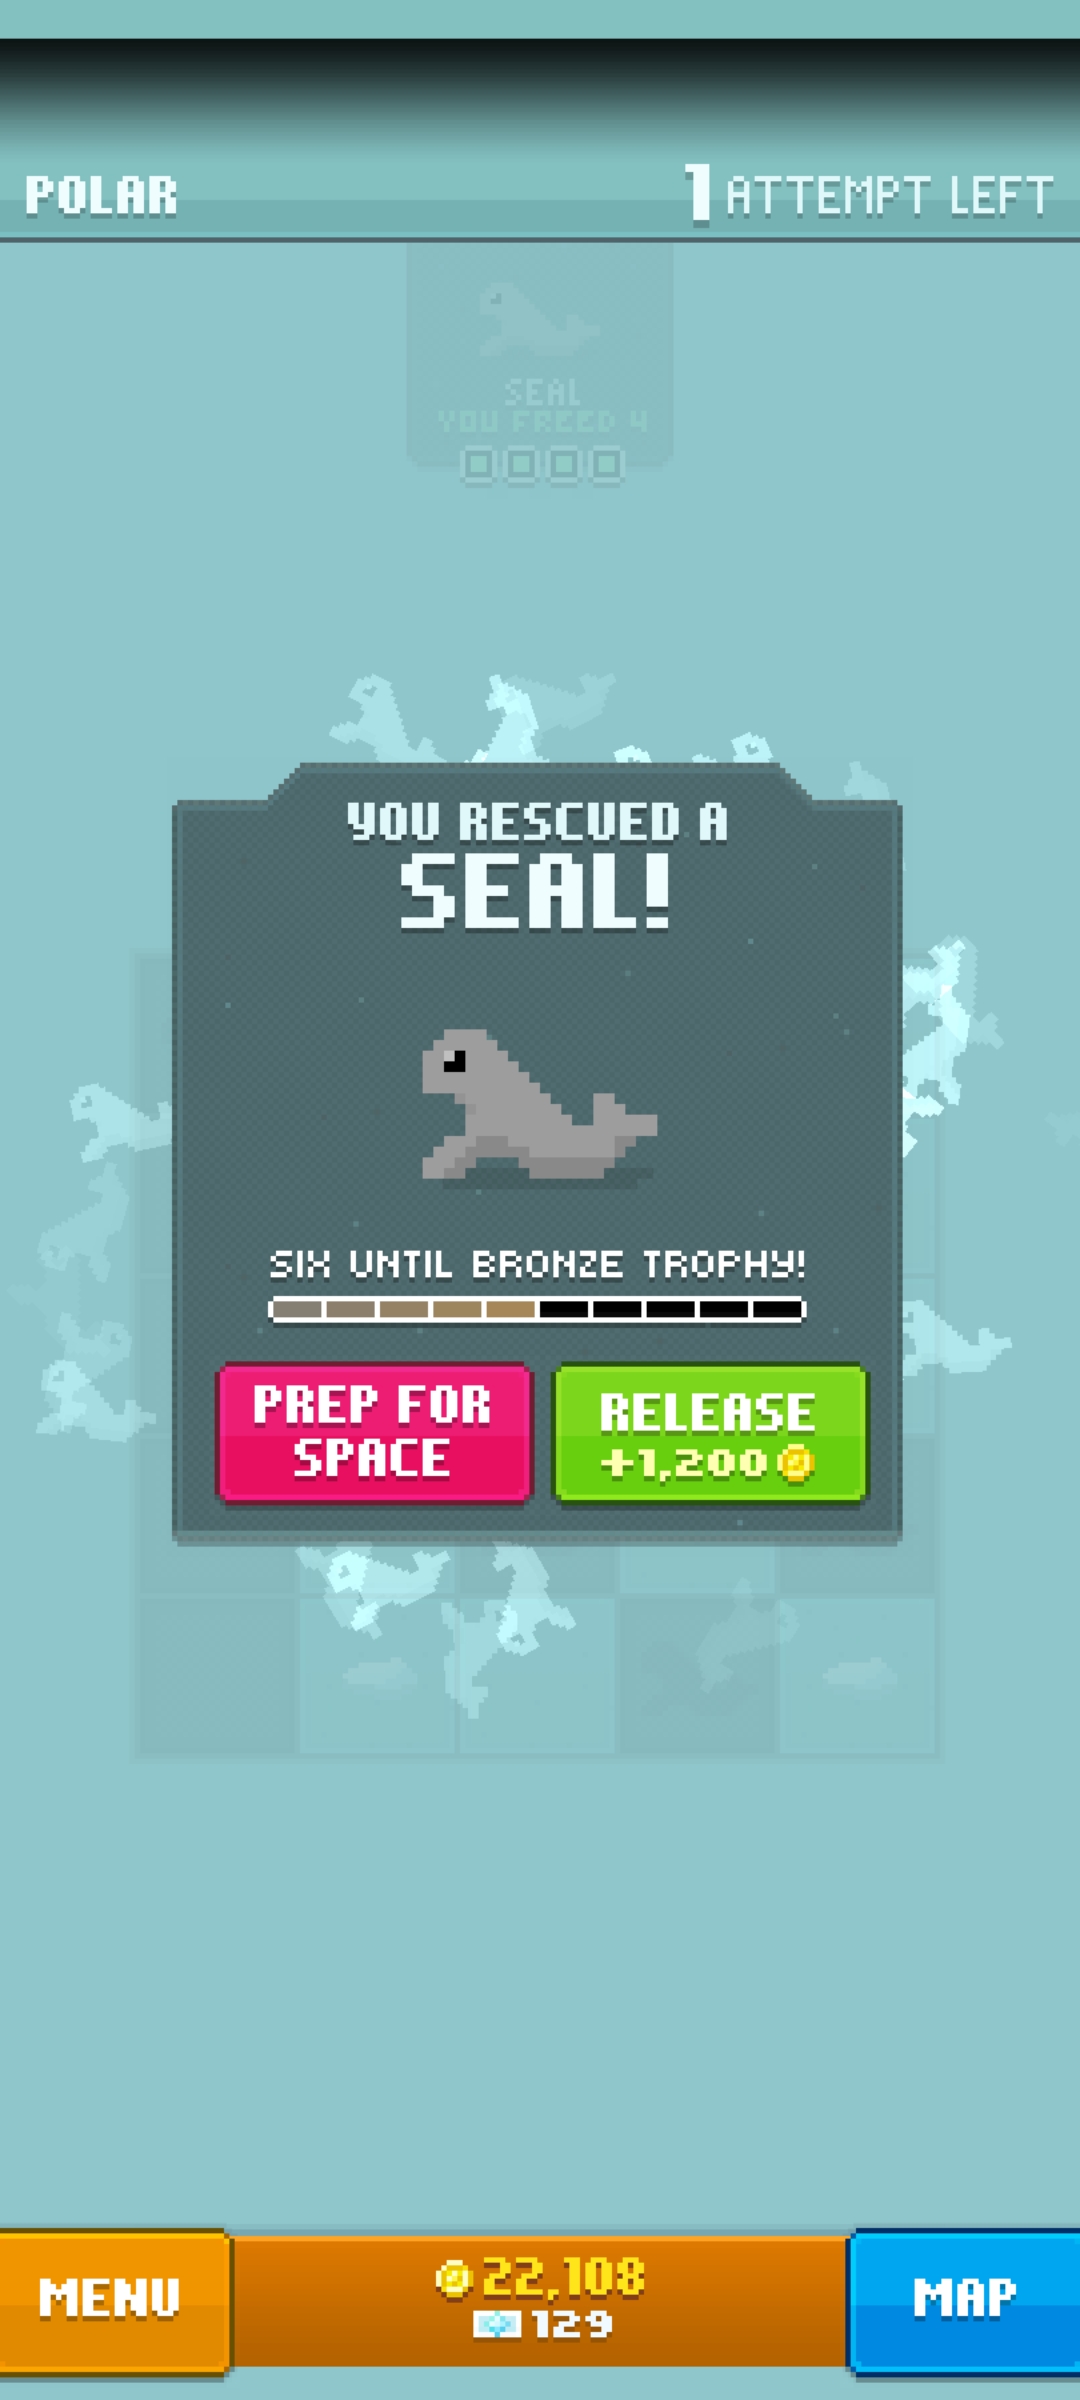 POLAR
1 ATTEMPT LEFT
SEAL
YOU FREED 4
YOU RESCUED A
SEAL!
SIX UNTIL BRONZE TROPHY!
PREP FOR
SPACE
RELEASE
+1,200
MENU
22,108
129
MAP